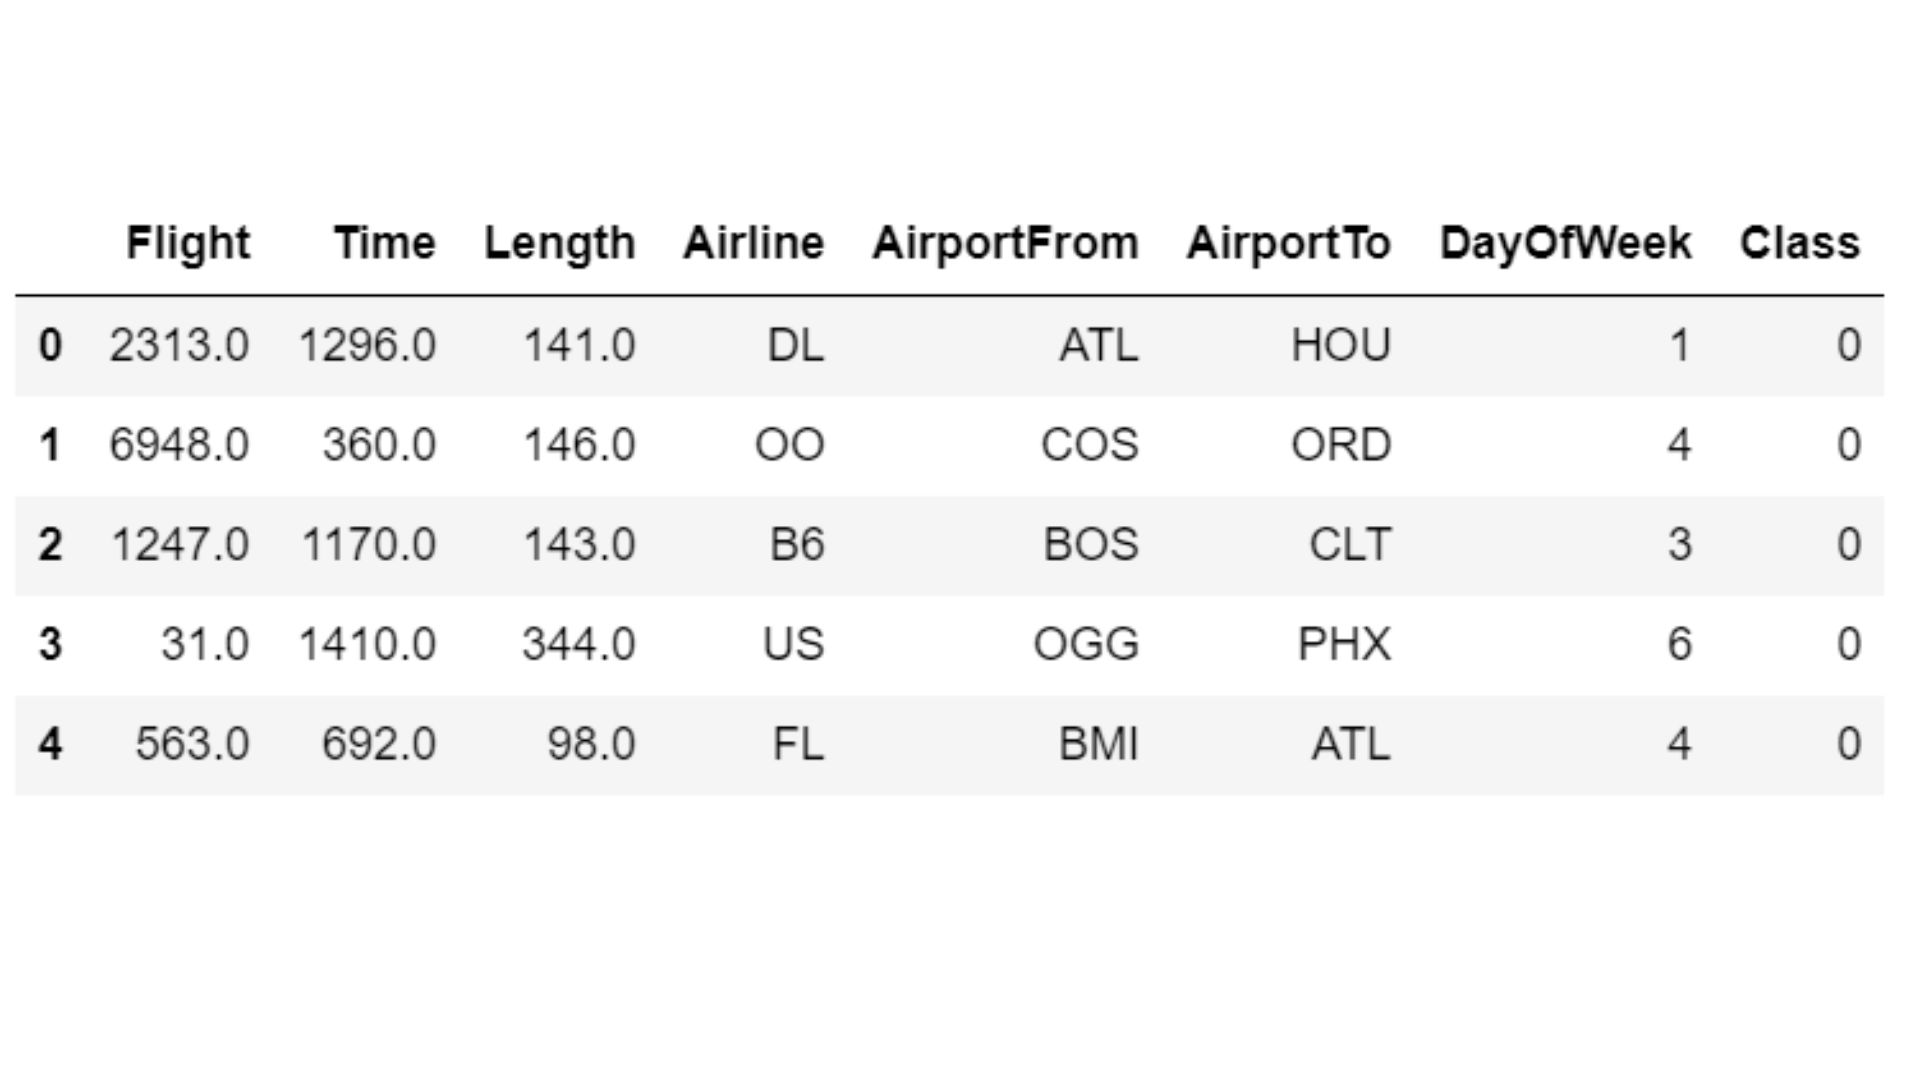 Flight Time Length Airline AirportFrom AirportTo DayOfWeek Class
0 2313.0 1296.0 141.0 DL ATL HOU 1 0
1 6948.0 360.0 146.0 OO COS ORD 4 0
2 1247.0 1170.0 143.0 B6 BOS CLT 3 0
3 31.0 1410.0 344.0 US OGG PHX 6 0
4 563.0 692.0 98.0 FL BMI ATL 4 0